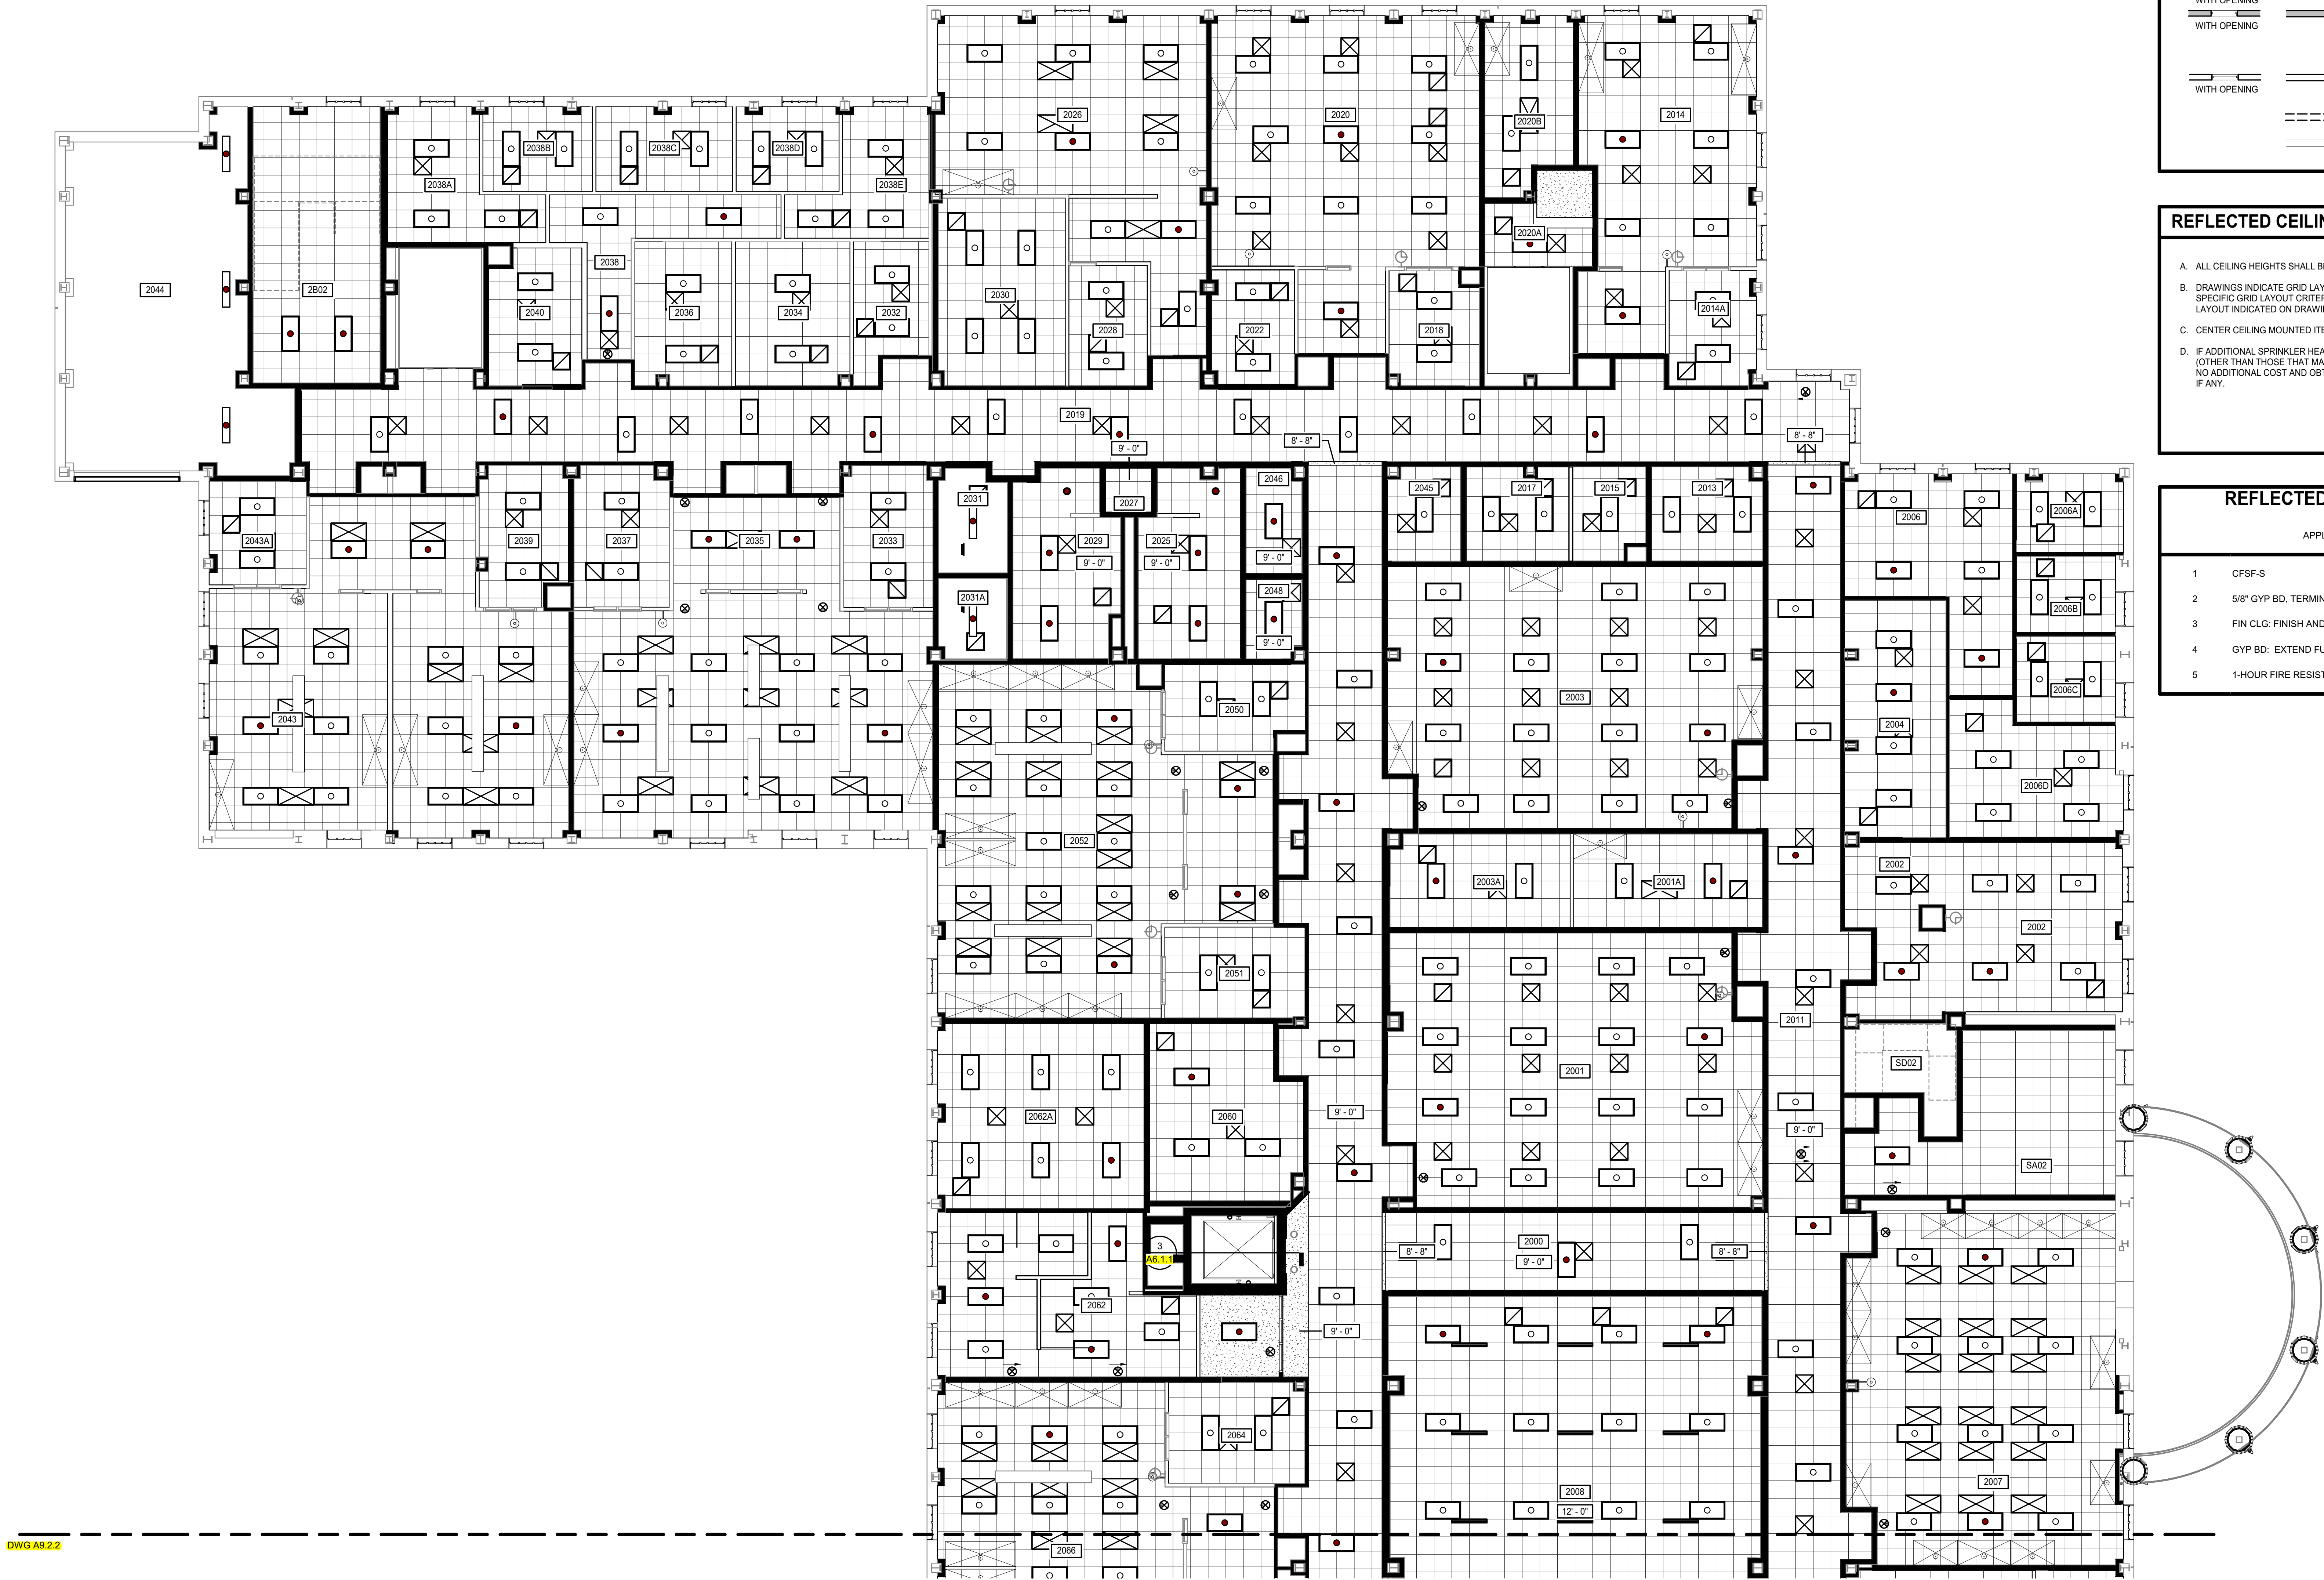 WITH OPENING
WITH OPENING
WITH OPENING
REFLECTED CEILIN
A. ALL CEILING HEIGHTS SHALL BE
B. DRAWINGS INDICATE GRID LAY
SPECIFIC GRID LAYOUT CRITER
LAYOUT INDICATED ON DRAWI
C. CENTER CEILING MOUNTED ITE
D. IF ADDITIONAL SPRINKLER HEA
(OTHER THAN THOSE THAT MA
NO ADDITIONAL COST AND OBT
IF ANY.
REFLECTED
APPL
1 CFSF-S
2 5/8" GYP BD, TERMIN
3 FIN CLG: FINISH AND
4 GYP BD: EXTEND FU
5 1-HOUR FIRE RESIST
2026
2020
2020B
2014
2038B
2038C
2038D
2038A
2038E
2020A
2038
2044
2B02
2040
2036
2034
2032
2030
2028
2022
2018
2014A
2019
9' - 0"
8' - 8"
8' - 8"
2031
2027
2046
2045
2017
2015
2013
2006
2006A
2043A
2039
2037
2035
2033
2029
9' - 0"
2025
9' - 0"
9' - 0"
2031A
2048
9' - 0"
2006B
2043
2050
2003
2004
2006C
2006D
2052
2003A
2001A
2002
2002
2051
2011
2001
SD02
2062A
2060
9' - 0"
9' - 0"
SA02
3
A6.1.1
8' - 8"
2000
9' - 0"
8' - 8"
2062
9' - 0"
2064
2008
12' - 0"
2007
2066
DWG A9.2.2